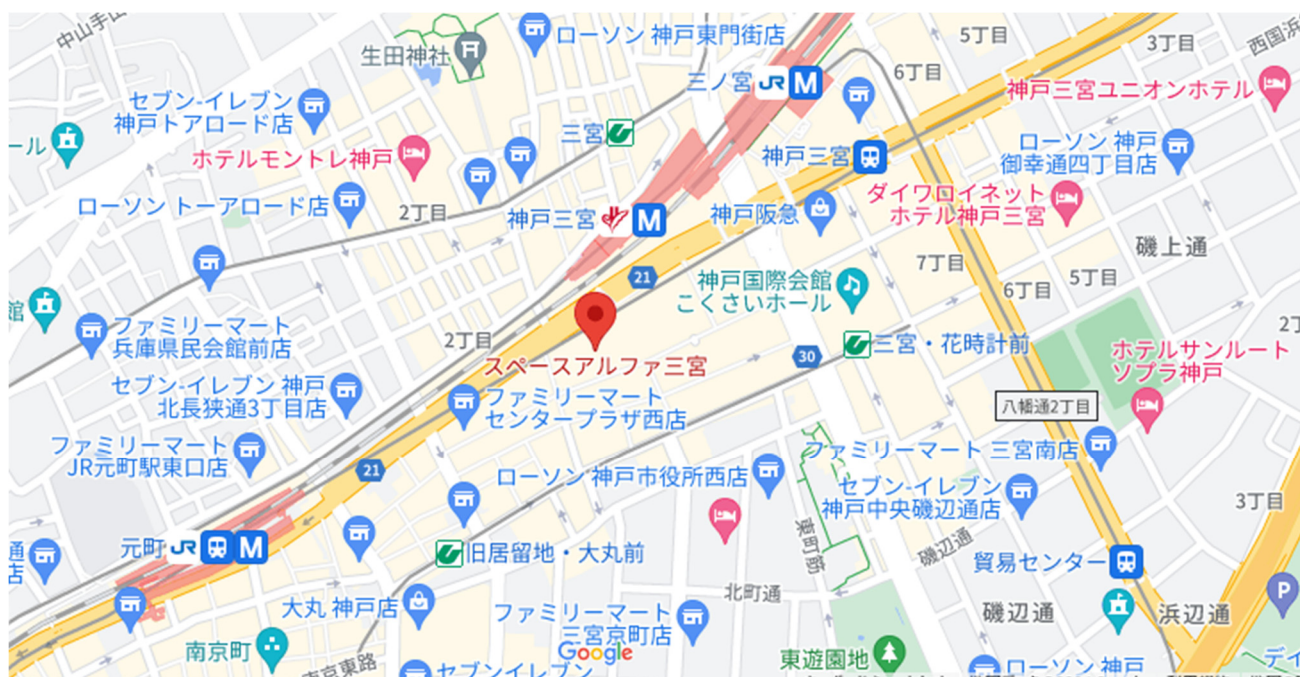 中山手
5丁目
3丁目
西国浜
ローソン 神戸東門街店
生田神社
三ノ宮
JR
M
6丁目
神戸三宮ユニオンホテル
セブン-イレブン
神戸トアロード店
ール
三宮
ホテルモントレ神戸
神戸三宮
ローソン 神戸
御幸通四丁目店
ダイワロイネット
ホテル神戸三宮
ローソン トーアロード店
2丁目
神戸三宮
M
神戸阪急
磯上通
7丁目
5丁目
6丁目
21
神戸国際会館
こくさいホール
館
ファミリーマート
兵庫県民会館前店
2丁目
スペースアルファ三宮
30
三宮・花時計前
ホテルサンルート
ソプラ神戸
セブン-イレブン 神戸
北長狭通3丁目店
ファミリーマート
センタープラザ西店
八幡通2丁目
ファミリーマート
JR元町駅東口店
21
ローソン 神戸市役所西店
ファミリーマート 三宮南店
セブン-イレブン
神戸中央磯辺通店
3丁目
元町
JR
M
通
店
旧居留地・大丸前
東町筋
磯辺通
貿易センター
P
大丸 神戸店
北町通
ファミリーマート
三宮京町店
磯辺通
浜辺通
南京町
南京東路
Google
東遊園地
セブンイレブン
ローソン 神戸